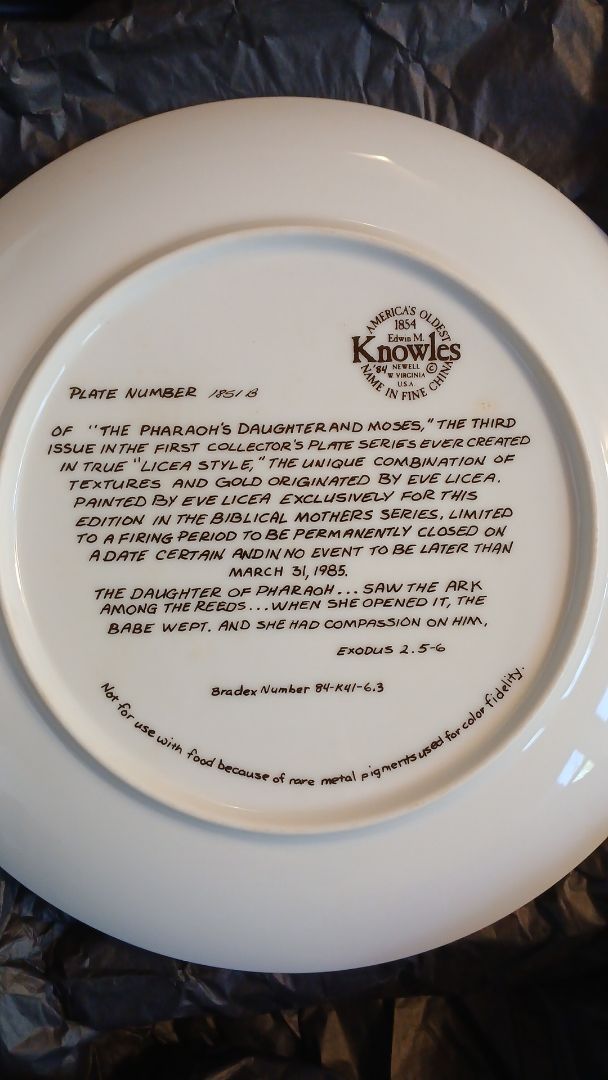 AMERICA'S OLDEST
1854
Edwin M.
Knowles ©
'84 NEWELL
W. VIRGINIA
U.S.A.
NAME IN FINE CHINA
PLATE NUMBER 1851 B
OF "THE PHARAOH'S DAUGHTER AND MOSES," THE THIRD
ISSUE IN THE FIRST COLLECTOR'S PLATE SERIES EVER CREATED
IN TRUE "LICEA STYLE," THE UNIQUE COMBINATION OF
TEXTURES AND GOLD ORIGINATED BY EVE LICEA.
PAINTED BY EVE LICEA EXCLUSIVELY FOR THIS
EDITION IN THE BIBLICAL MOTHERS SERIES, LIMITED
TO A FIRING PERIOD TO BE PERMANENTLY CLOSED ON
A DATE CERTAIN AND IN NO EVENT TO BE LATER THAN
MARCH 31, 1985.
THE DAUGHTER OF PHARAOH... SAW THE ARK
AMONG THE REEDS... WHEN SHE OPENED IT, THE
BABE WEPT. AND SHE HAD COMPASSION ON HIM,
EXODUS 2.5-6
Bradex Number 84-K41-6.3
Not for use with food because of rare metal pigments used for color fidelity.